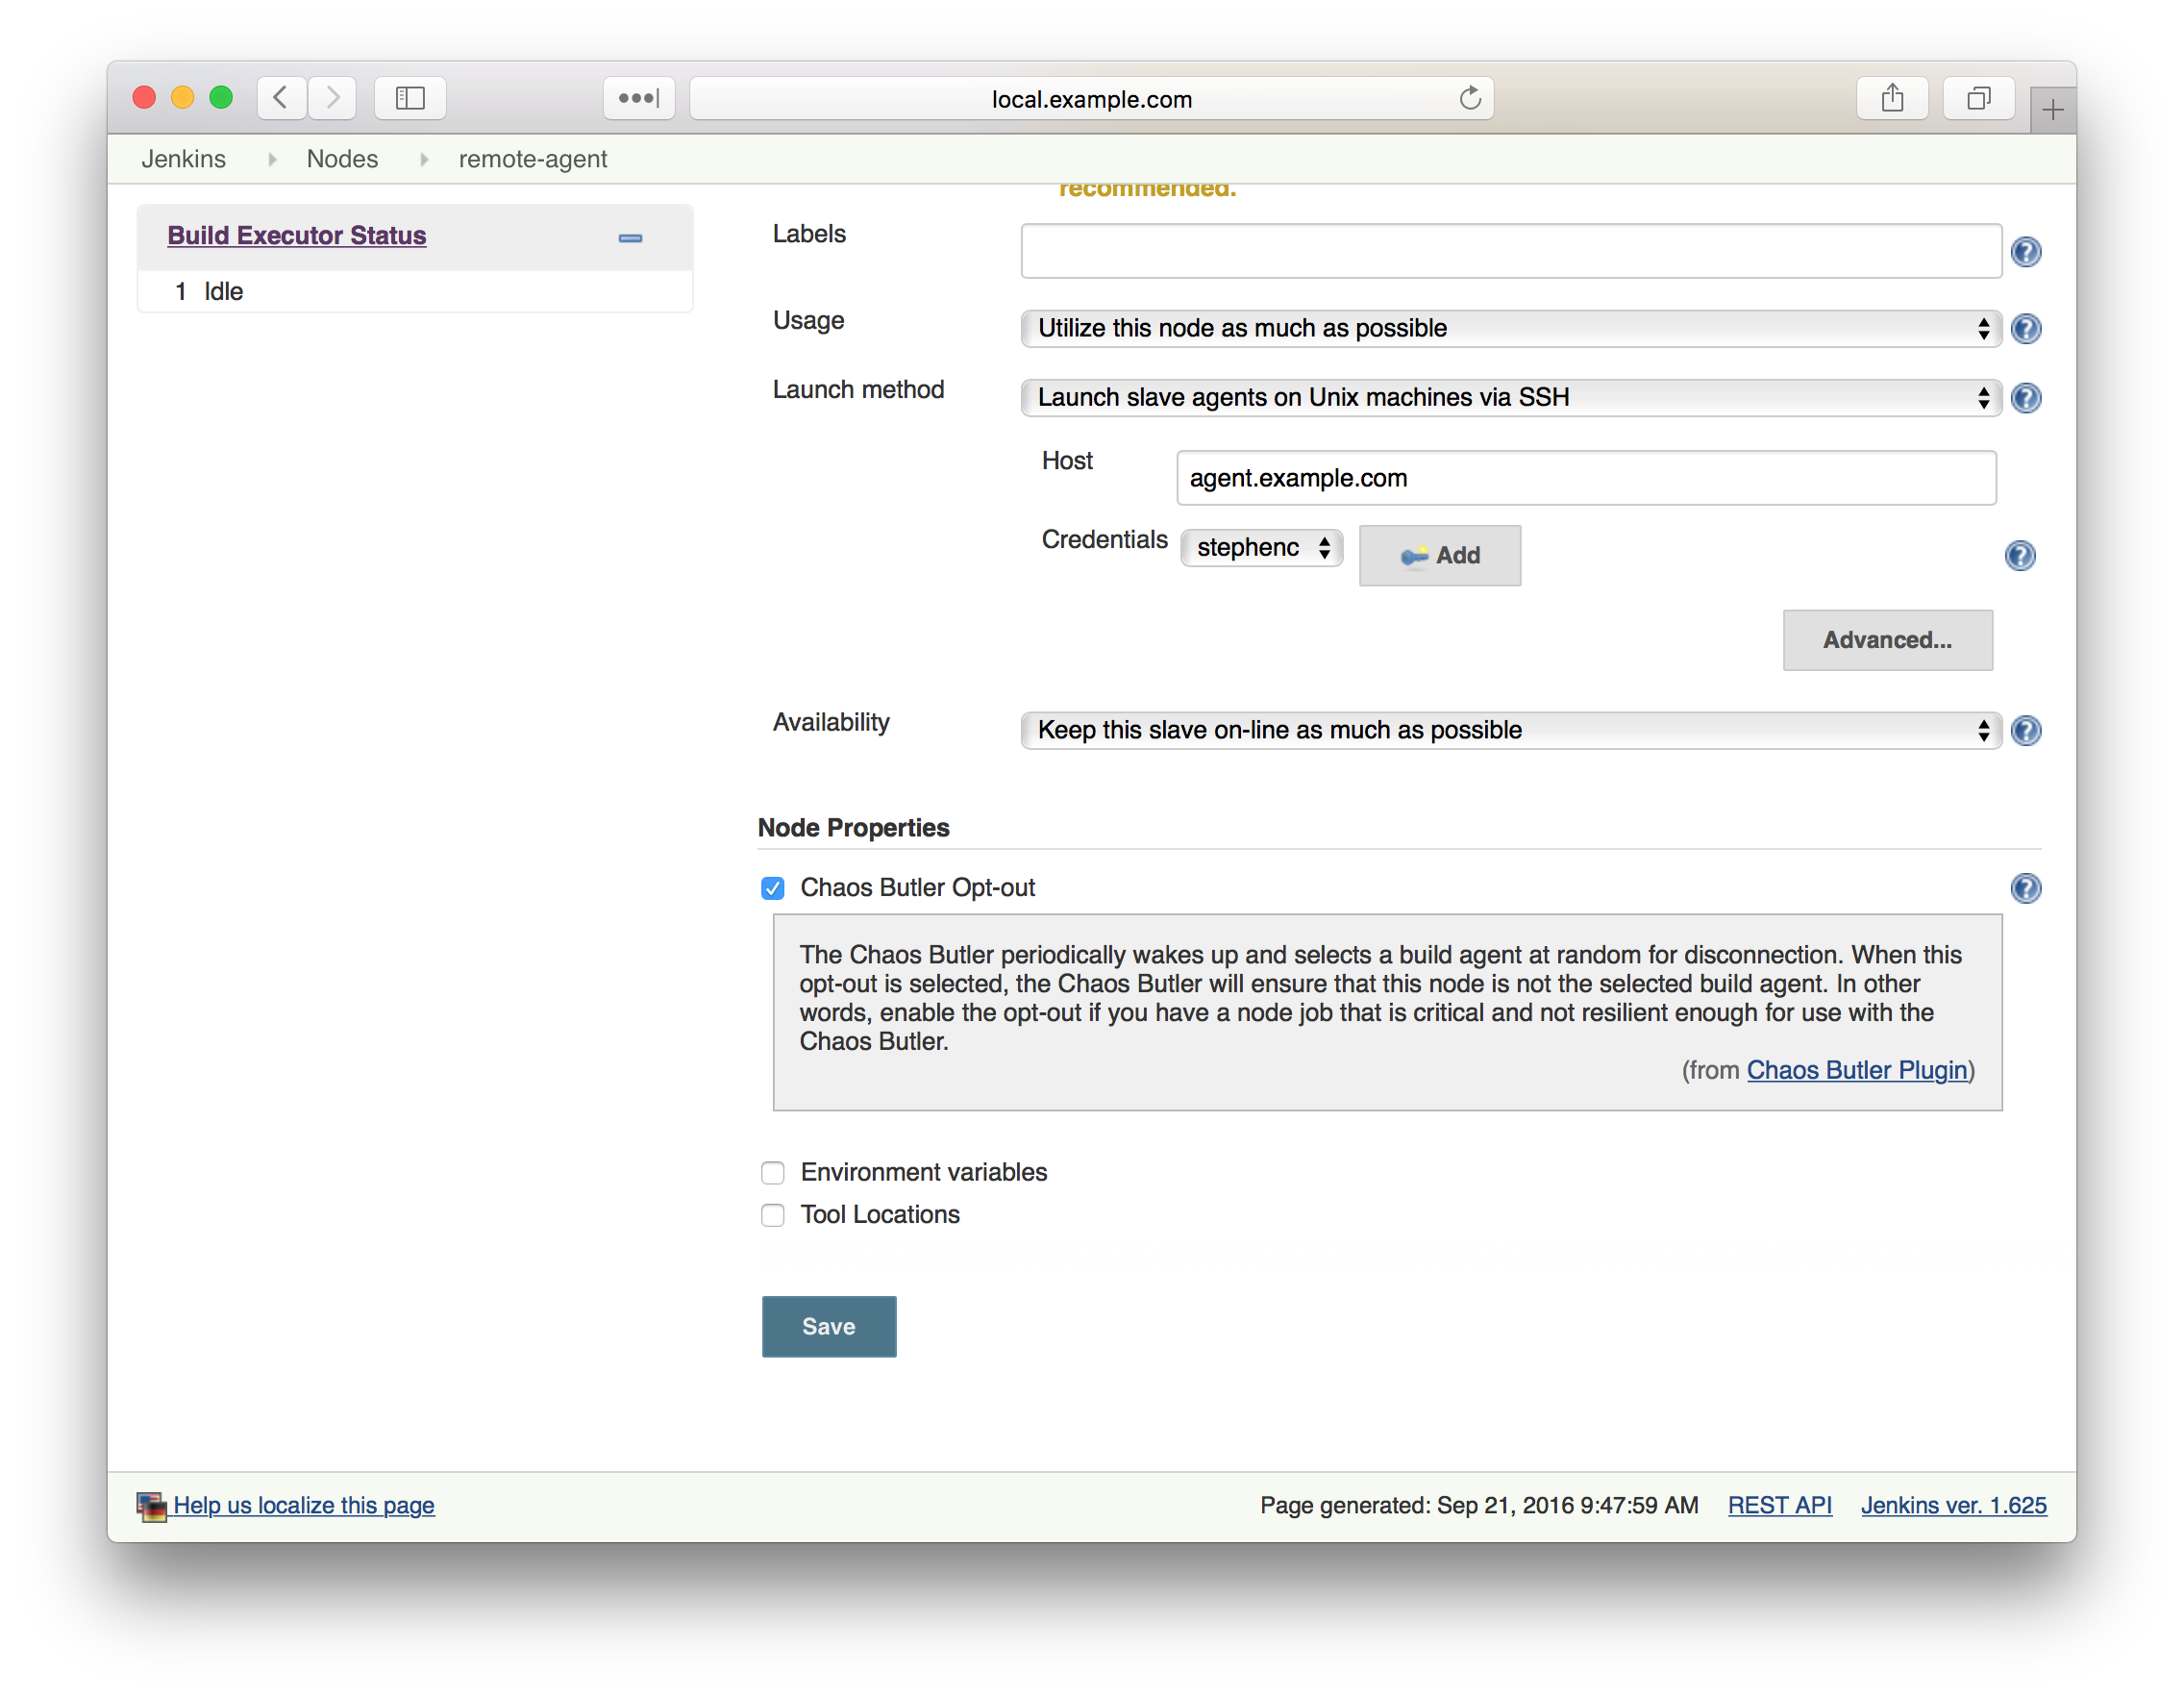 local.example.com
Jenkins Nodes remote-agent
recommended.
Build Executor Status
1 Idle
Labels
Usage Utilize this node as much as possible
Launch method Launch slave agents on Unix machines via SSH
Host agent.example.com
Credentials stephenc Add
Advanced...
Availability Keep this slave on-line as much as possible
Node Properties
Chaos Butler Opt-out
The Chaos Butler periodically wakes up and selects a build agent at random for disconnection. When this
opt-out is selected, the Chaos Butler will ensure that this node is not the selected build agent. In other
words, enable the opt-out if you have a node job that is critical and not resilient enough for use with the
Chaos Butler.
(from Chaos Butler Plugin)
Environment variables
Tool Locations
Save
Help us localize this page Page generated: Sep 21, 2016 9:47:59 AM REST API Jenkins ver. 1.625